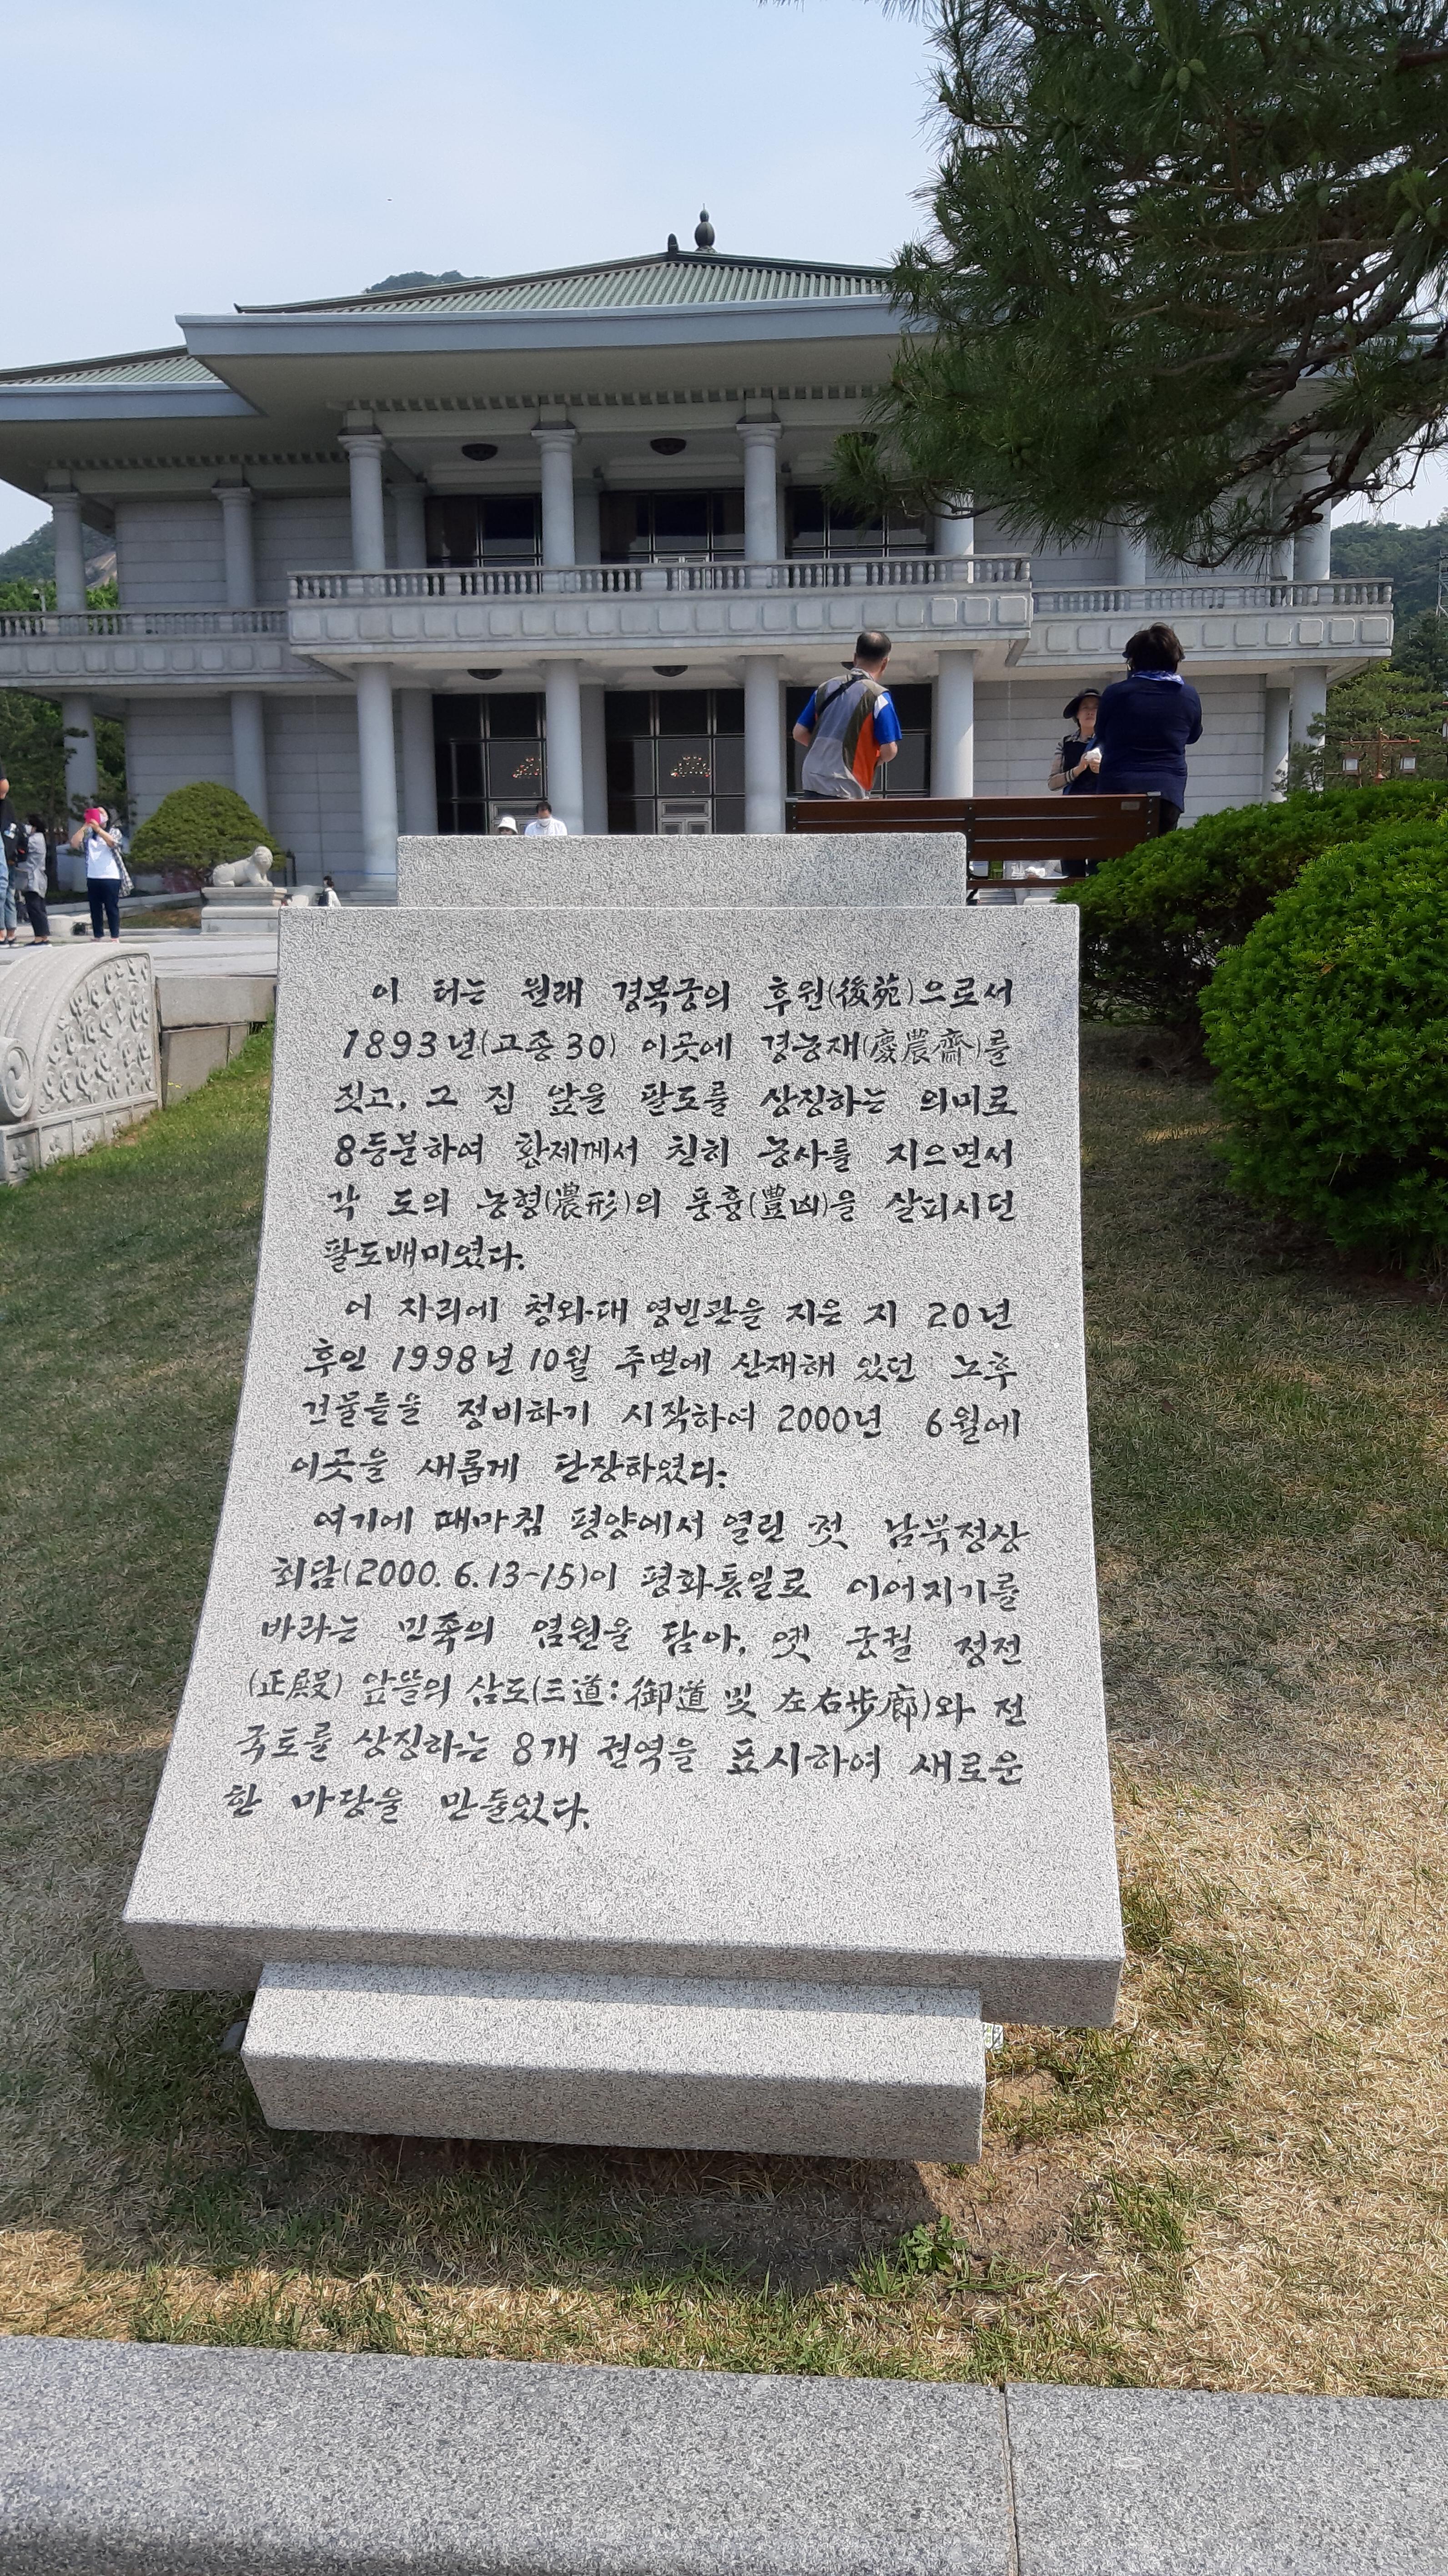 이 터는 원래 경복궁의 후원(後苑)으로서
1893년(고종30) 이곳에 경농재(慶農齋)를
짓고, 그 집 앞을 팔도를 상징하는 의미로
8등분하여 황제께서 친히 농사를 지으면서
각 도의 농형(農形)의 풍흉(豊凶)을 살피시던
팔도배미였다.
이 자리에 청와대 영빈관을 지은 지 20년
후인 1998년 10월 주변에 산재해 있던 노후
건물들을 정비하기 시작하여 2000년 6월에
이곳을 새롭게 단장하였다.
여기에 때마침 평양에서 열린 첫 남북정상
회담(2000. 6. 13-15)이 평화통일로 이어지기를
바라는 민족의 염원을 담아, 옛 궁궐 정전
(正殿) 앞뜰의 삼도(三道:御道 및 左右步廊)와 전
국토를 상징하는 8개 권역을 표시하여 새로운
한 마당을 만들었다.